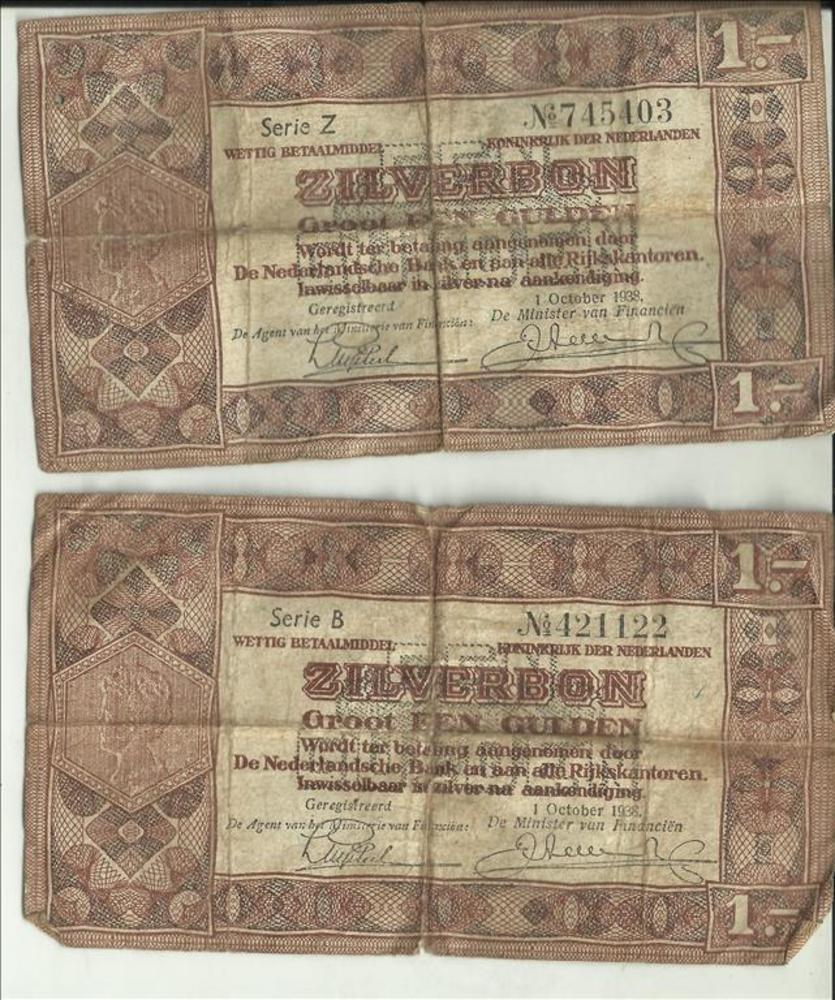 1.-
Serie Z
№745403
WETTIG BETAALMIDDEL
KONINKRIJK DER NEDERLANDEN
ZILVERBON
Groot EEN GULDEN
Wordt ter betaling aangenomen door
De Nederlandsche Bank en aan alle Rijkskantoren.
Inwisselbaar in zilver na aankondiging.
Geregistreerd
1 October 1938.
De Agent van het Ministerie van Financiën:
De Minister van Financiën
1.-
1.-
Serie B
№421122
WETTIG BETAALMIDDEL
KONINKRIJK DER NEDERLANDEN
ZILVERBON
Groot EEN GULDEN
Wordt ter betaling aangenomen door
De Nederlandsche Bank en aan alle Rijkskantoren.
Inwisselbaar in zilver na aankondiging.
Geregistreerd
1 October 1938.
De Agent van het Ministerie van Financiën:
De Minister van Financiën
1.-